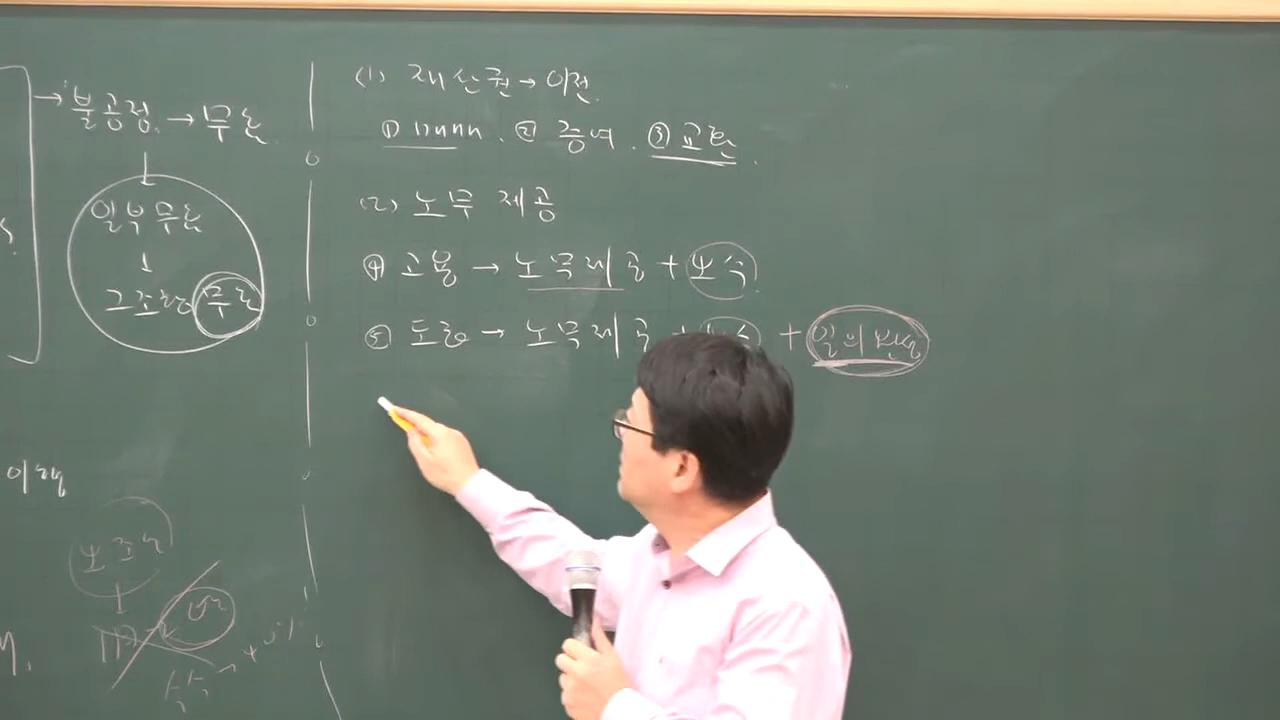 → 불공정 → 무효
↓
일부무효
↓
그조항 무효
이행
(1) 재산권 → 이전.
① 매매. ② 증여. ③ 교환.
(2) 노무 제공
④ 고용 → 노무제공 + 보수.
⑤ 도급 → 노무제공 + 보수 + 일의 완성